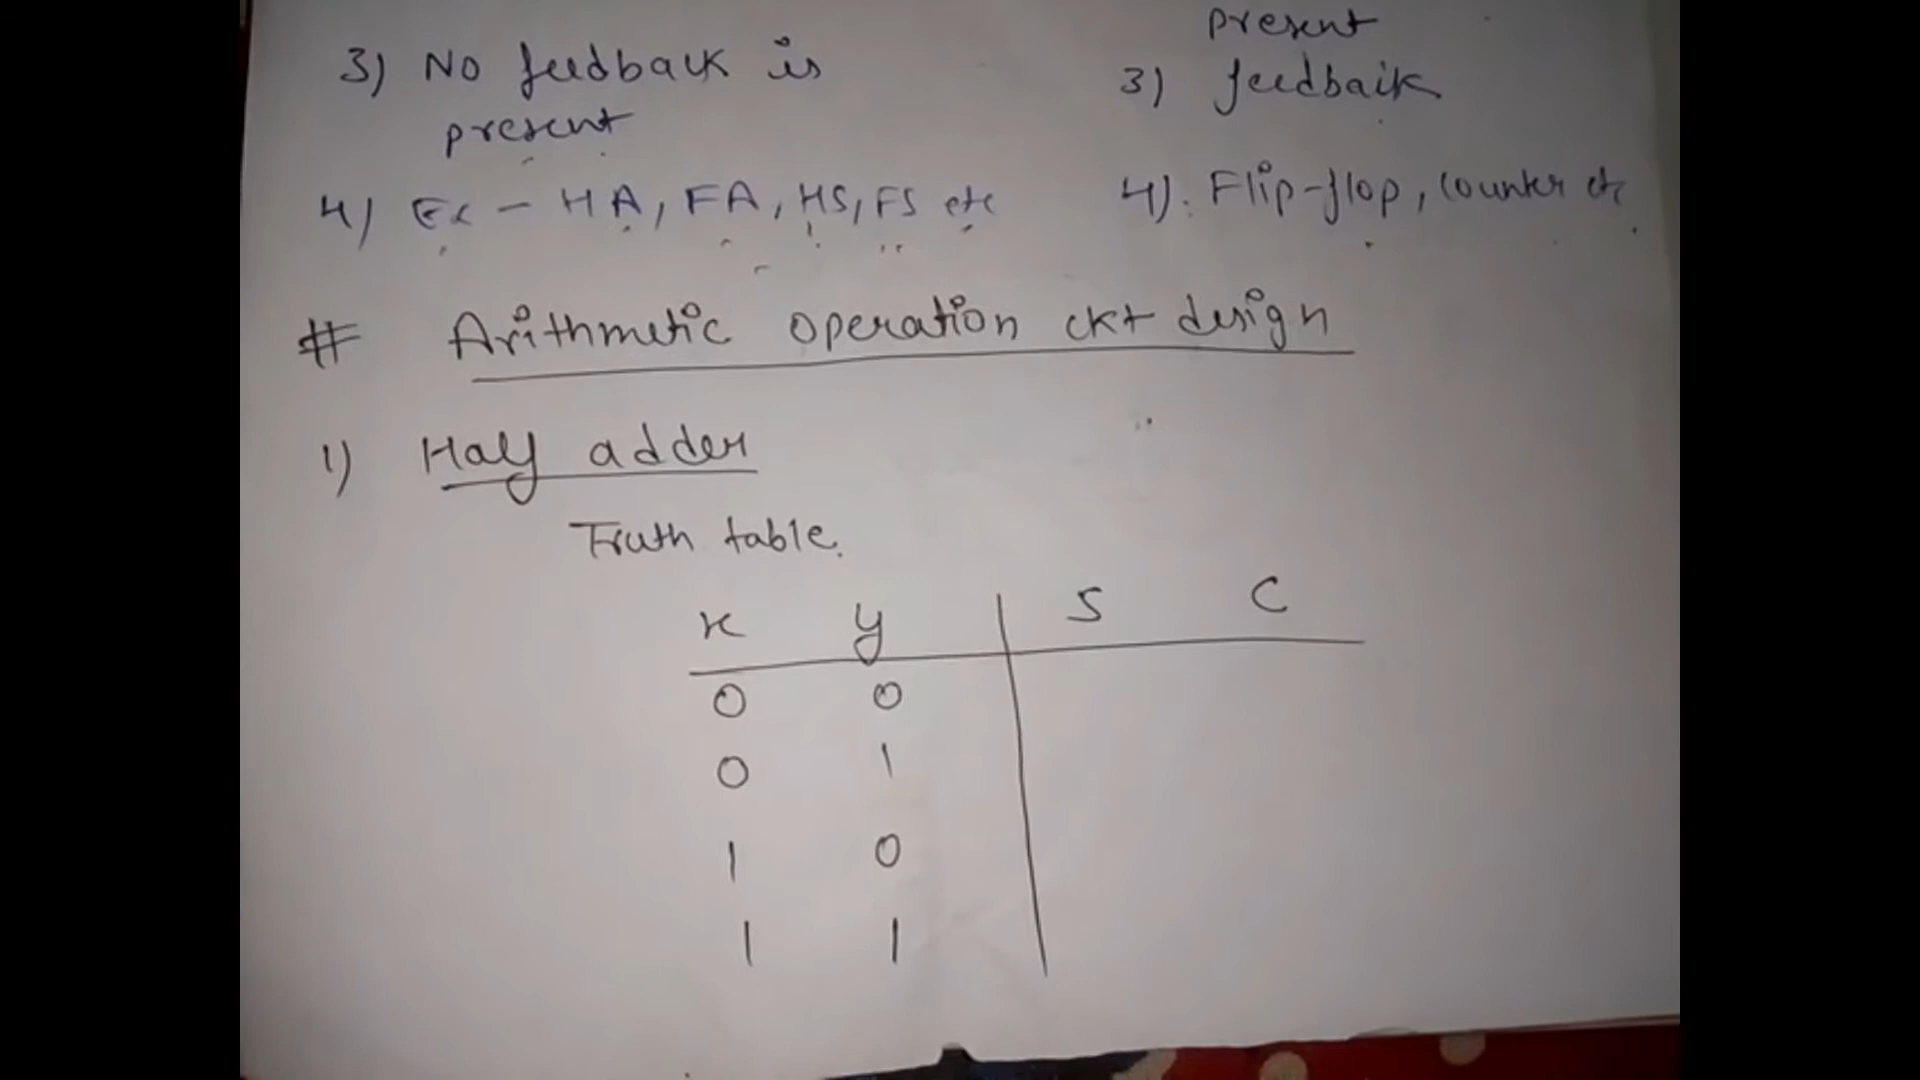 3) No feedback is
present
4) Ex - HA, FA, HS, FS etc
present
3) feedback
4). Flip-flop, counter etc
# Arithmetic operation ckt design
1) Half adder
Truth table.
x y S C
0 0
0 1
1 0
1 1